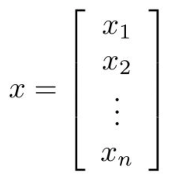 x = [ x₁
x₂
⋮
xₙ ]